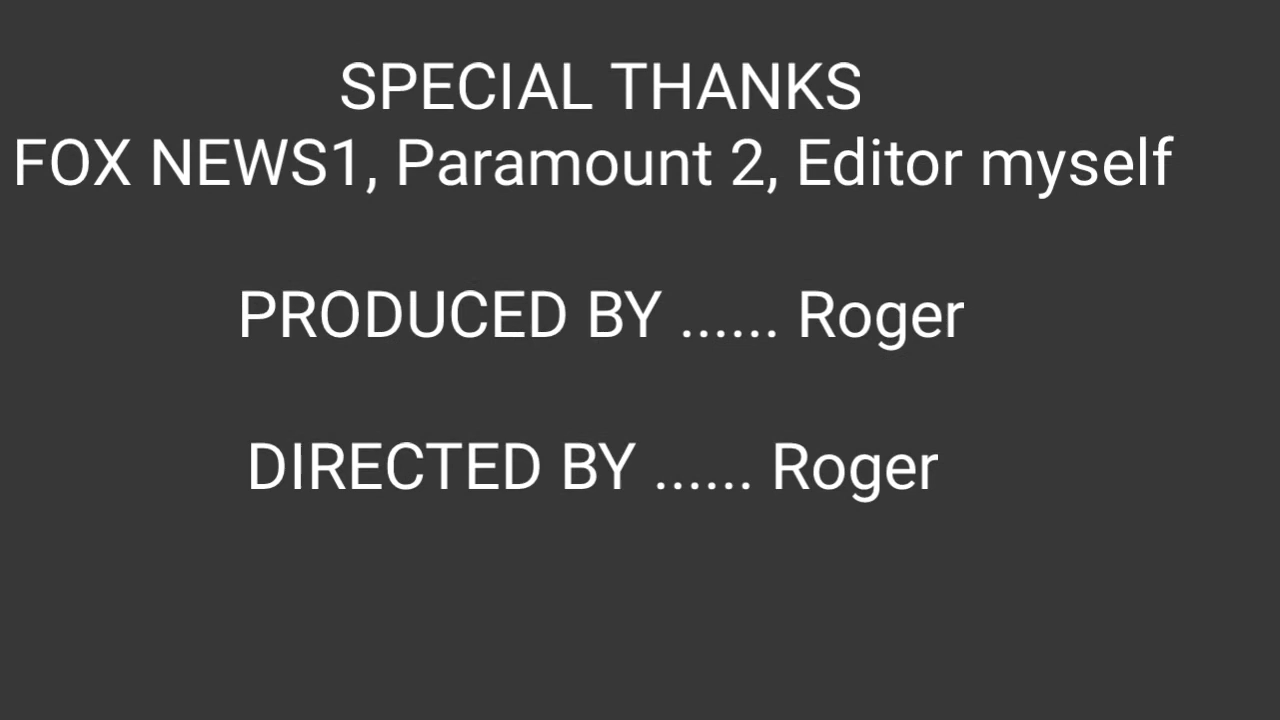 SPECIAL THANKS
FOX NEWS1, Paramount 2, Editor myself
PRODUCED BY ...... Roger
DIRECTED BY ...... Roger